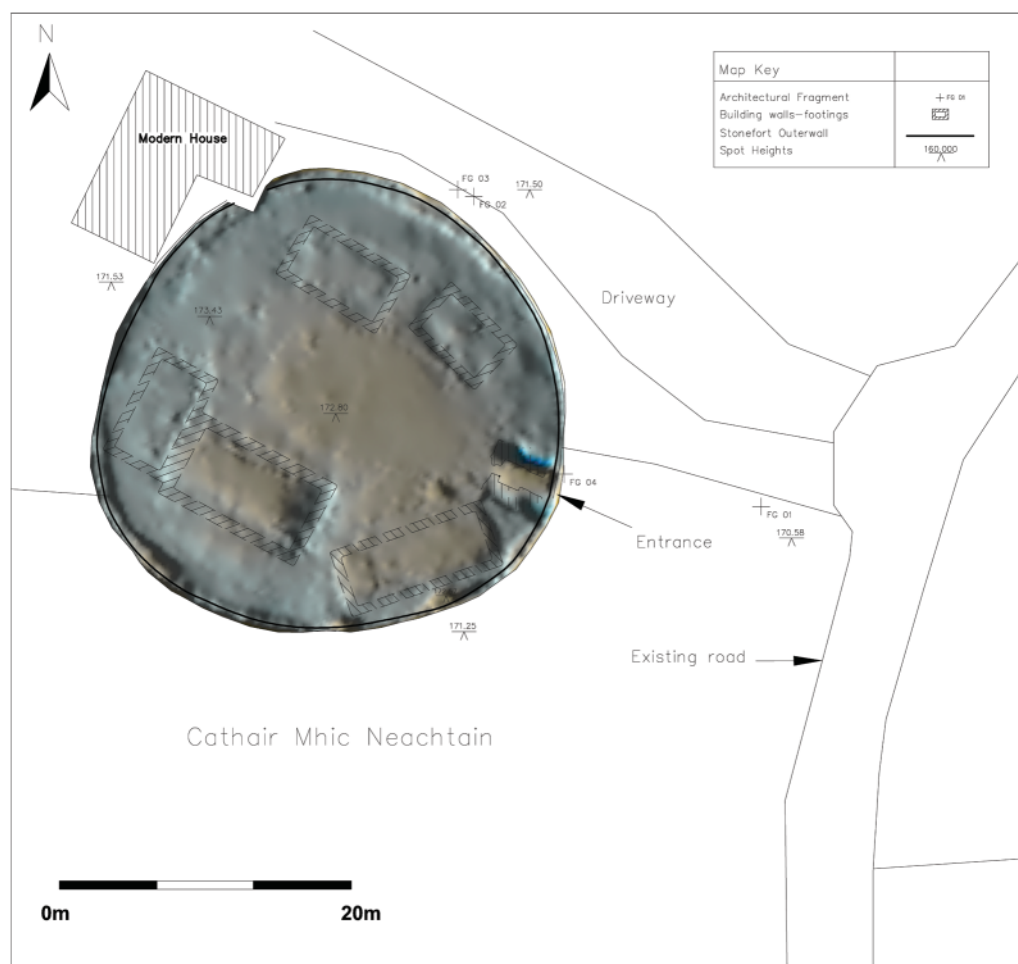 N
Modern House
Map Key
Architectural Fragment
FG 01
Building walls-footings
Stonefort Outerwall
Spot Heights
160.000
FG 03
FG 02
171.50
171.53
Driveway
173.43
172.80
FG 04
FG 01
Entrance
170.58
171.25
Existing road
Cathair Mhic Neachtain
0m
20m